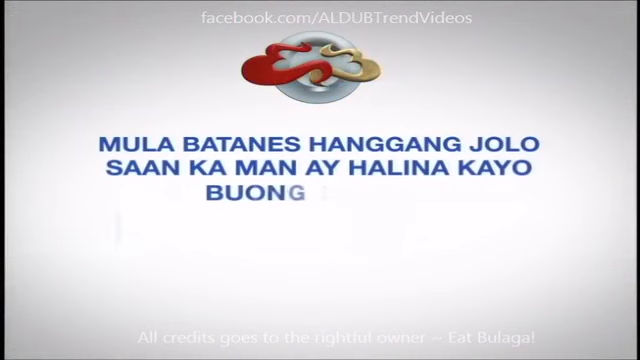 facebook.com/ALDUBTrendVideos
MULA BATANES HANGGANG JOLO
SAAN KA MAN AY HALINA KAYO
BUONG
All credits goes to the rightful owner ~ Eat Bulaga!